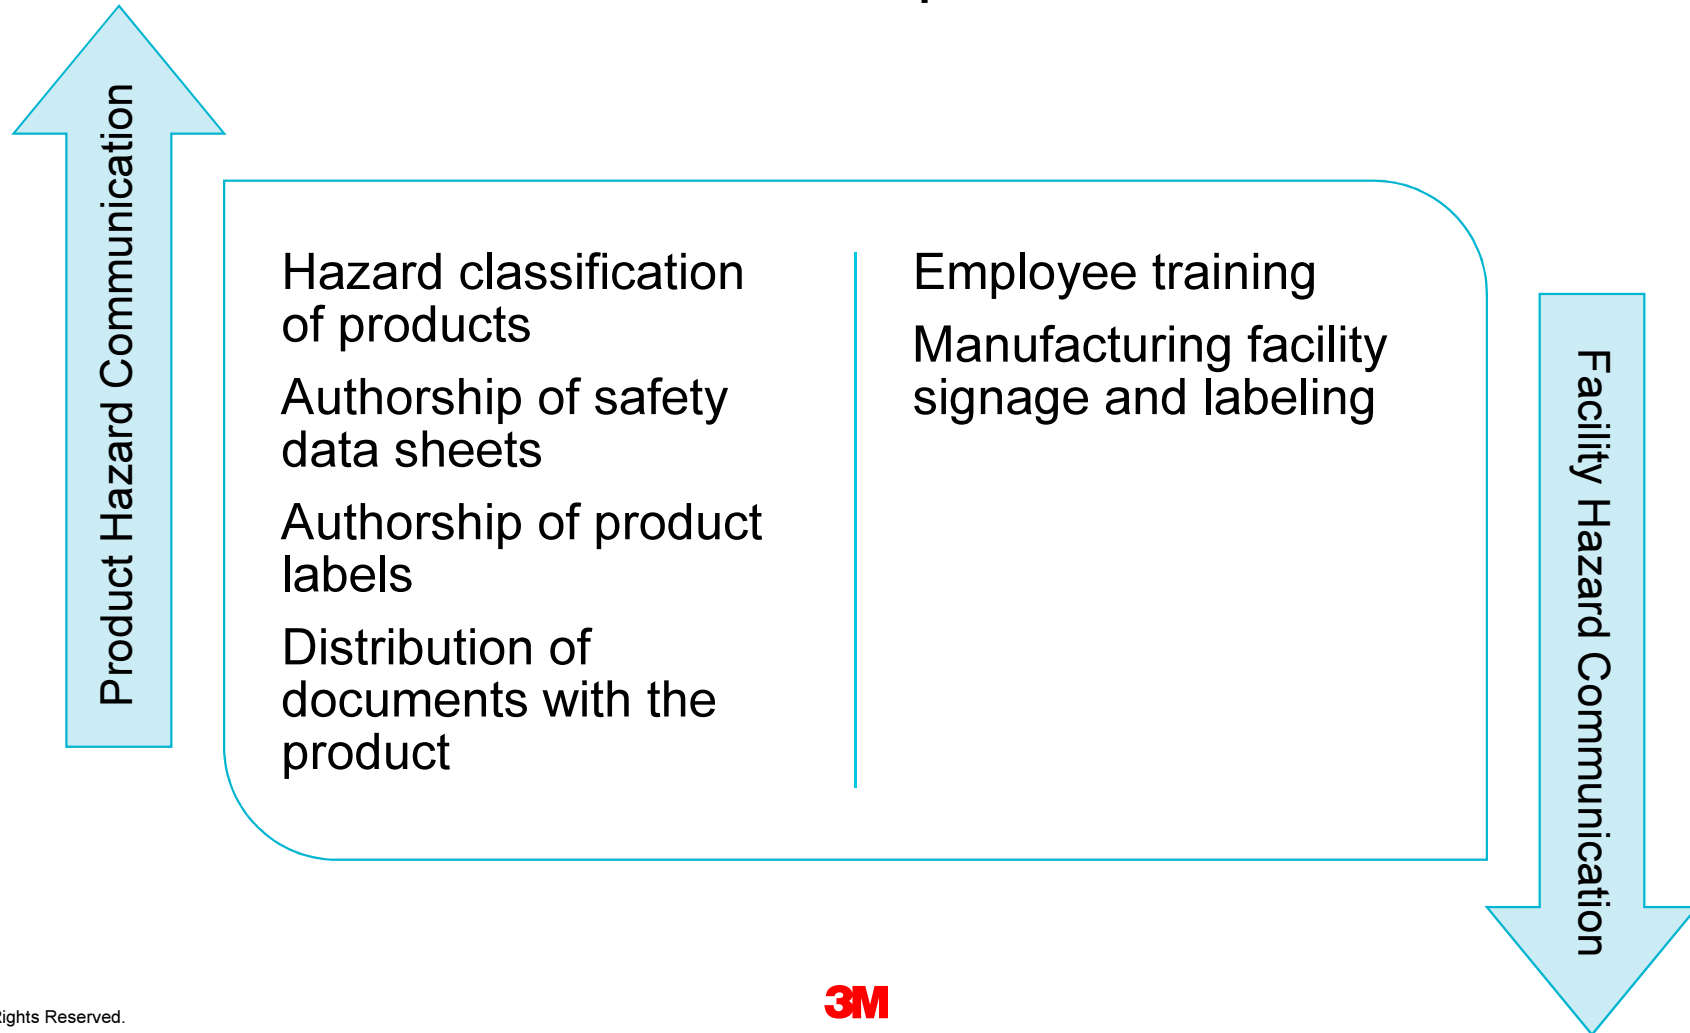 Product Hazard Communication
Hazard classification
of products
Authorship of safety
data sheets
Authorship of product
labels
Distribution of
documents with the
product
Employee training
Manufacturing facility
signage and labeling
Facility Hazard Communication
3M
Reserved.